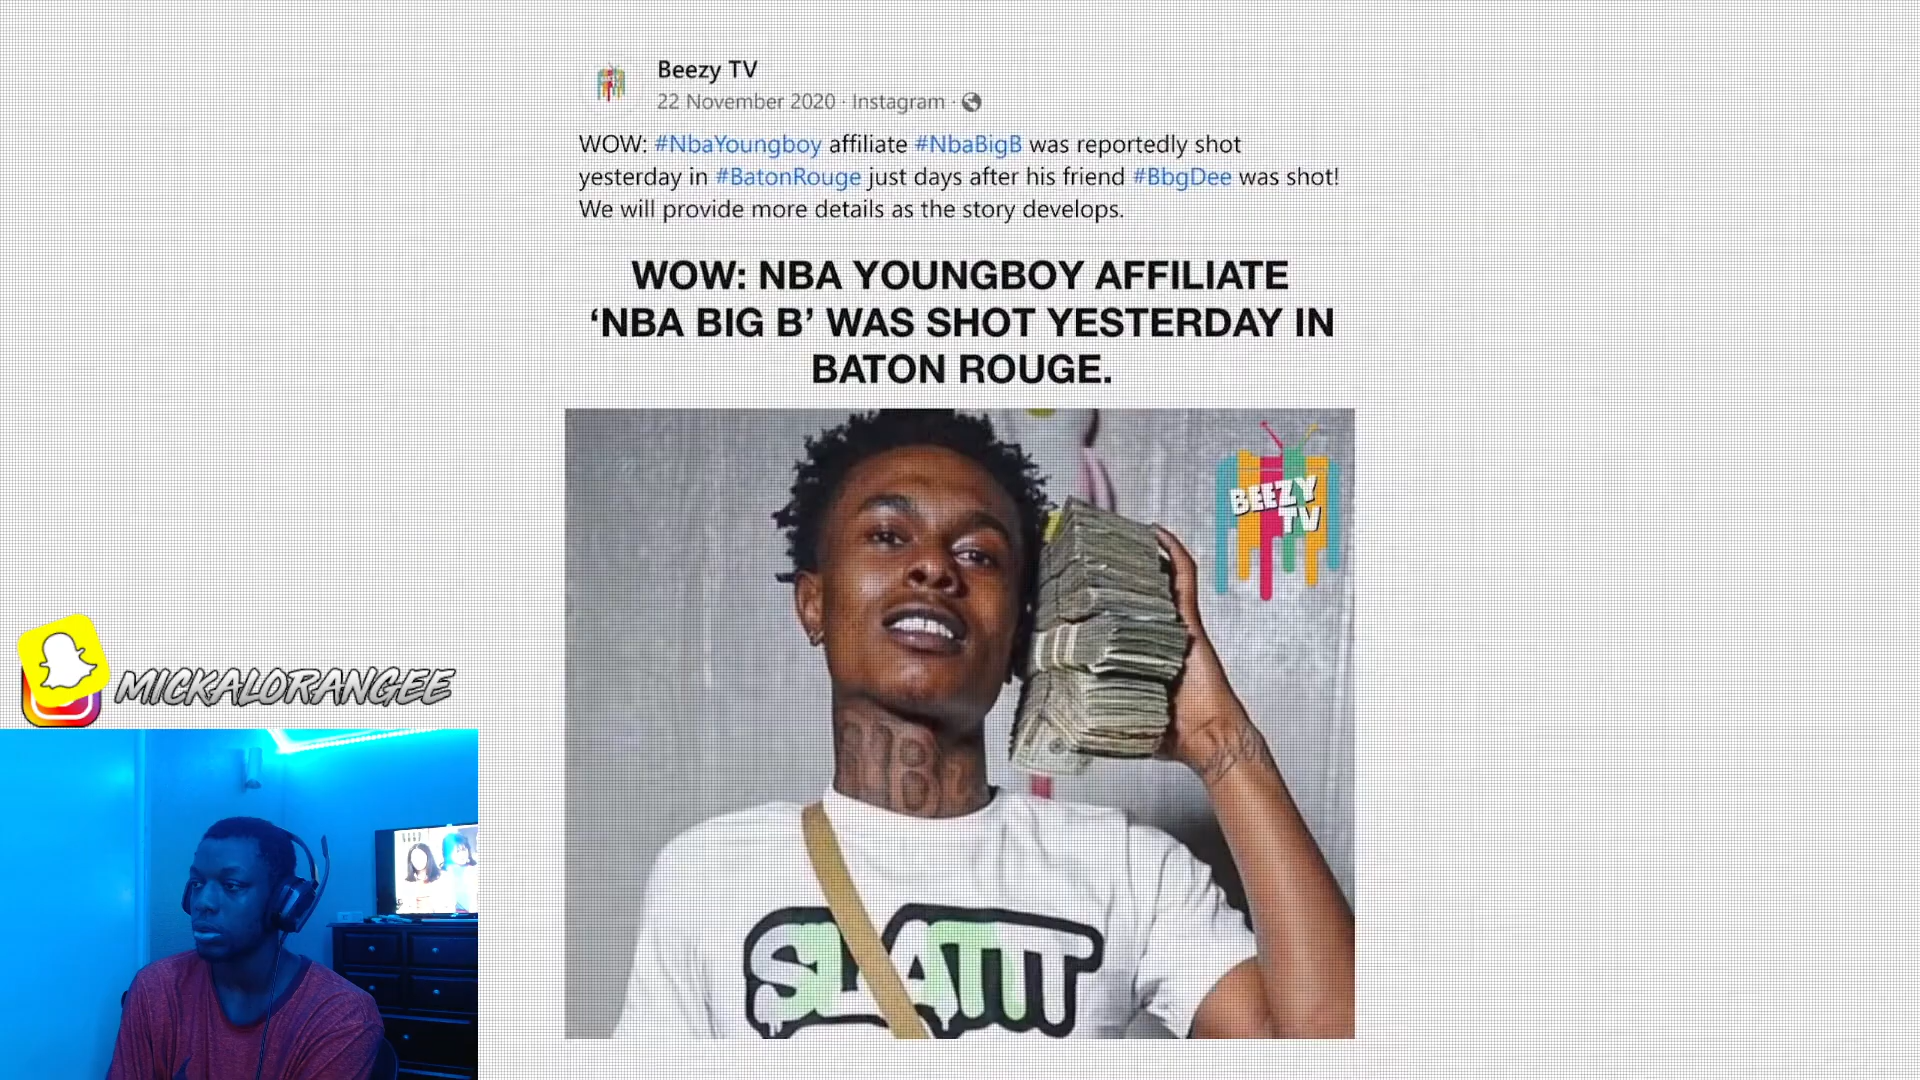 Beezy TV
22 November 2020 · Instagram ·
WOW: #NbaYoungboy affiliate #NbaBigB was reportedly shot
yesterday in #BatonRouge just days after his friend #BbgDee was shot!
We will provide more details as the story develops.
WOW: NBA YOUNGBOY AFFILIATE
‘NBA BIG B’ WAS SHOT YESTERDAY IN
BATON ROUGE.
BEEZY
TV
SLATT
MICKALORANGEE